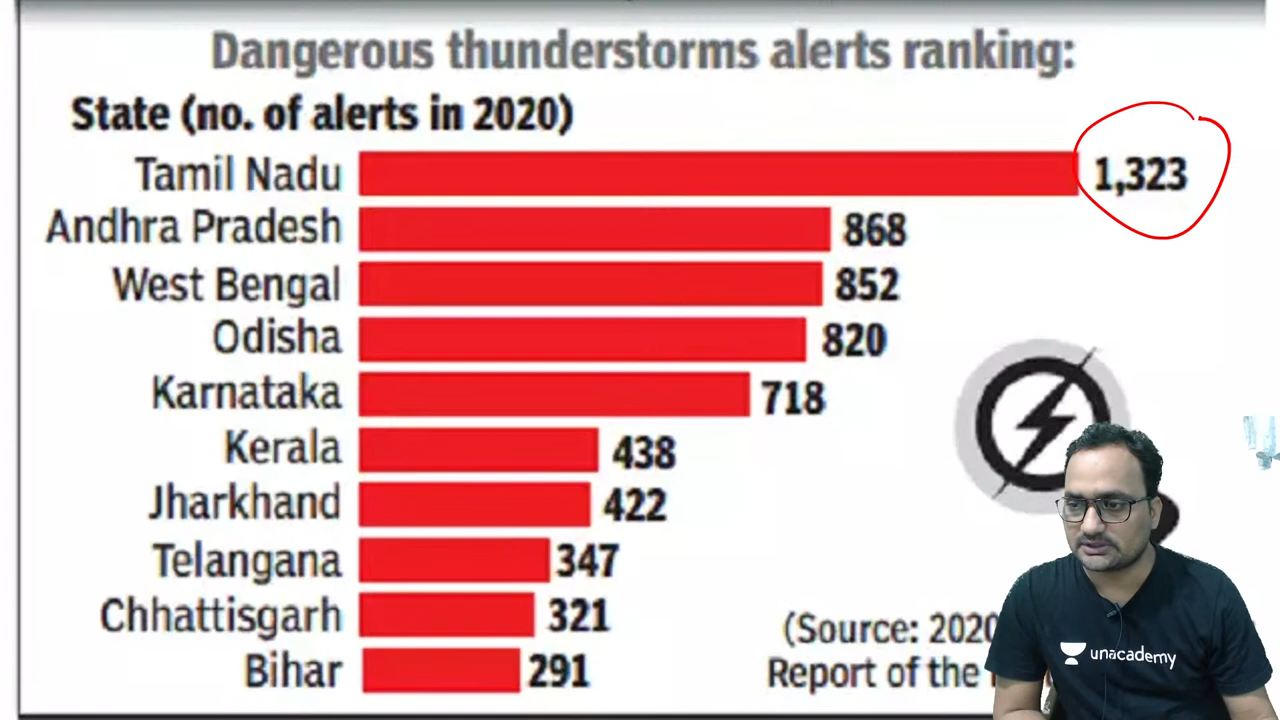 Dangerous thunderstorms alerts ranking:
State (no. of alerts in 2020)
Tamil Nadu 1,323
Andhra Pradesh 868
West Bengal 852
Odisha 820
Karnataka 718
Kerala 438
Jharkhand 422
Telangana 347
Chhattisgarh 321
Bihar 291
(Source: 2020
Report of the
unacademy